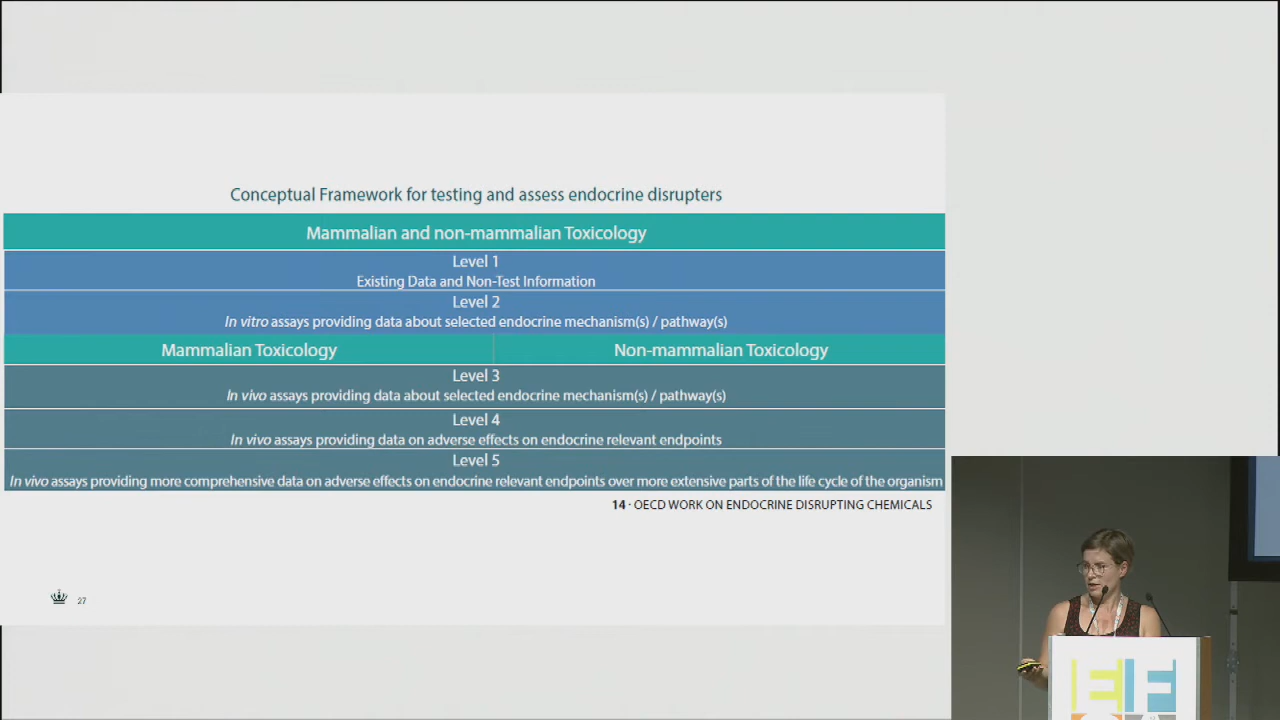 Conceptual Framework for testing and assess endocrine disrupters
Mammalian and non-mammalian Toxicology
Level 1
Existing Data and Non-Test Information
Level 2
In vitro assays providing data about selected endocrine mechanism(s) / pathway(s)
Mammalian Toxicology
Non-mammalian Toxicology
Level 3
In vivo assays providing data about selected endocrine mechanism(s) / pathway(s)
Level 4
In vivo assays providing data on adverse effects on endocrine relevant endpoints
Level 5
In vivo assays providing more comprehensive data on adverse effects on endocrine relevant endpoints over more extensive parts of the life cycle of the organism
14 · OECD WORK ON ENDOCRINE DISRUPTING CHEMICALS
27
EF